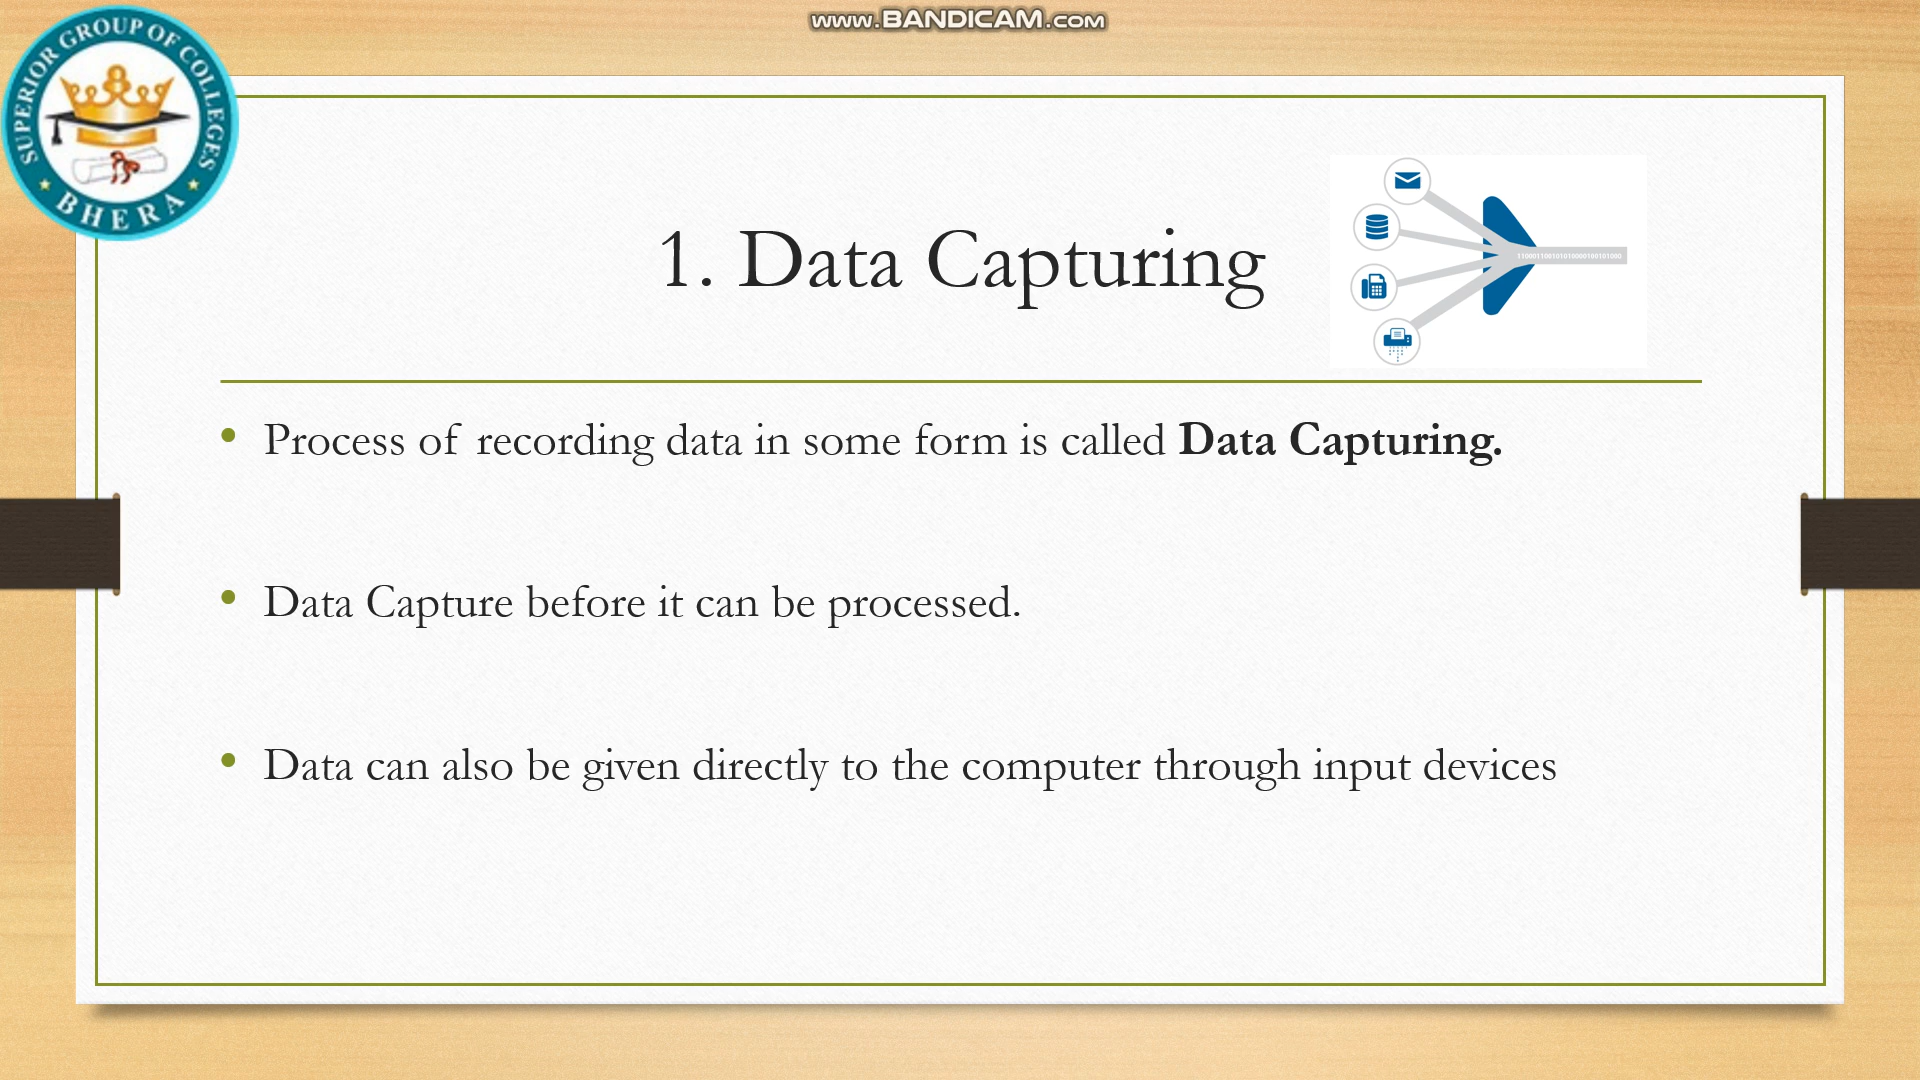 www.BANDICAM.com
SUPERIOR GROUP OF COLLEGES
BHERA
1. Data Capturing
• Process of recording data in some form is called Data Capturing.
• Data Capture before it can be processed.
• Data can also be given directly to the computer through input devices